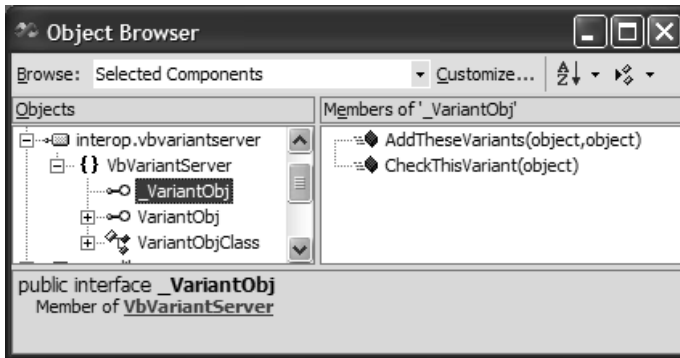 Object Browser
Browse: Selected Components Customize...
Objects
Members of '_VariantObj'
interop.vbvariantserver
{} VbVariantServer
_VariantObj
VariantObj
VariantObjClass
AddTheseVariants(object,object)
CheckThisVariant(object)
public interface _VariantObj
Member of VbVariantServer